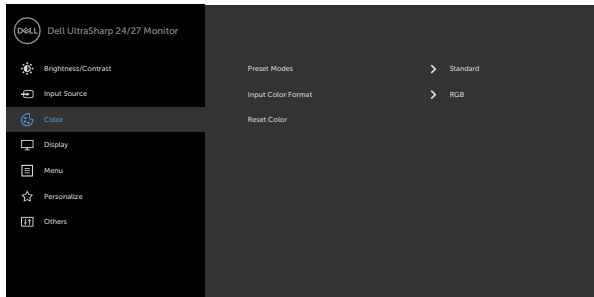 DELL Dell UltraSharp 24/27 Monitor
Brightness/Contrast
Preset Modes Standard
Input Source
Input Color Format RGB
Color
Reset Color
Display
Menu
Personalize
Others